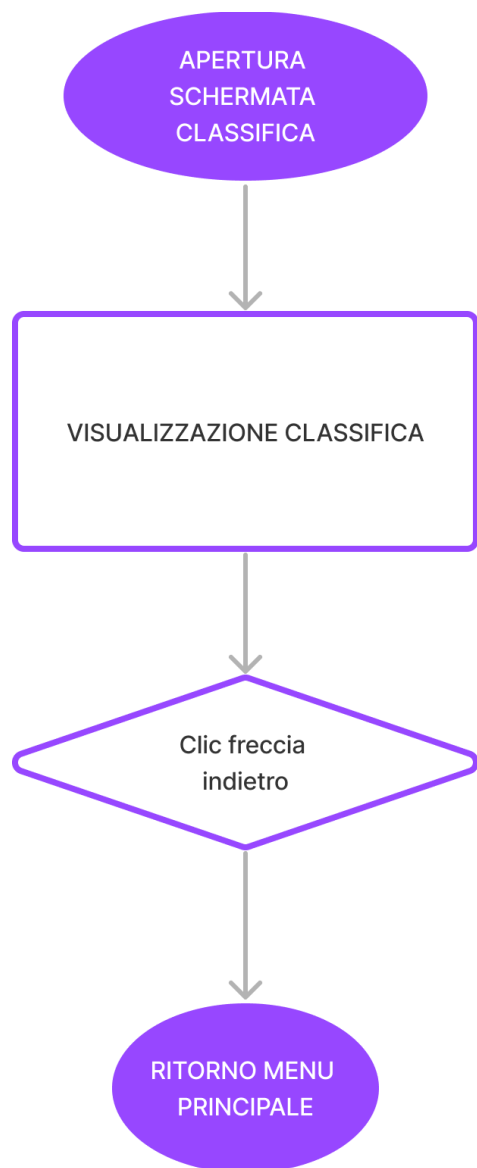 APERTURA
SCHERMATA
CLASSIFICA
VISUALIZZAZIONE CLASSIFICA
Clic freccia
indietro
RITORNO MENU
PRINCIPALE